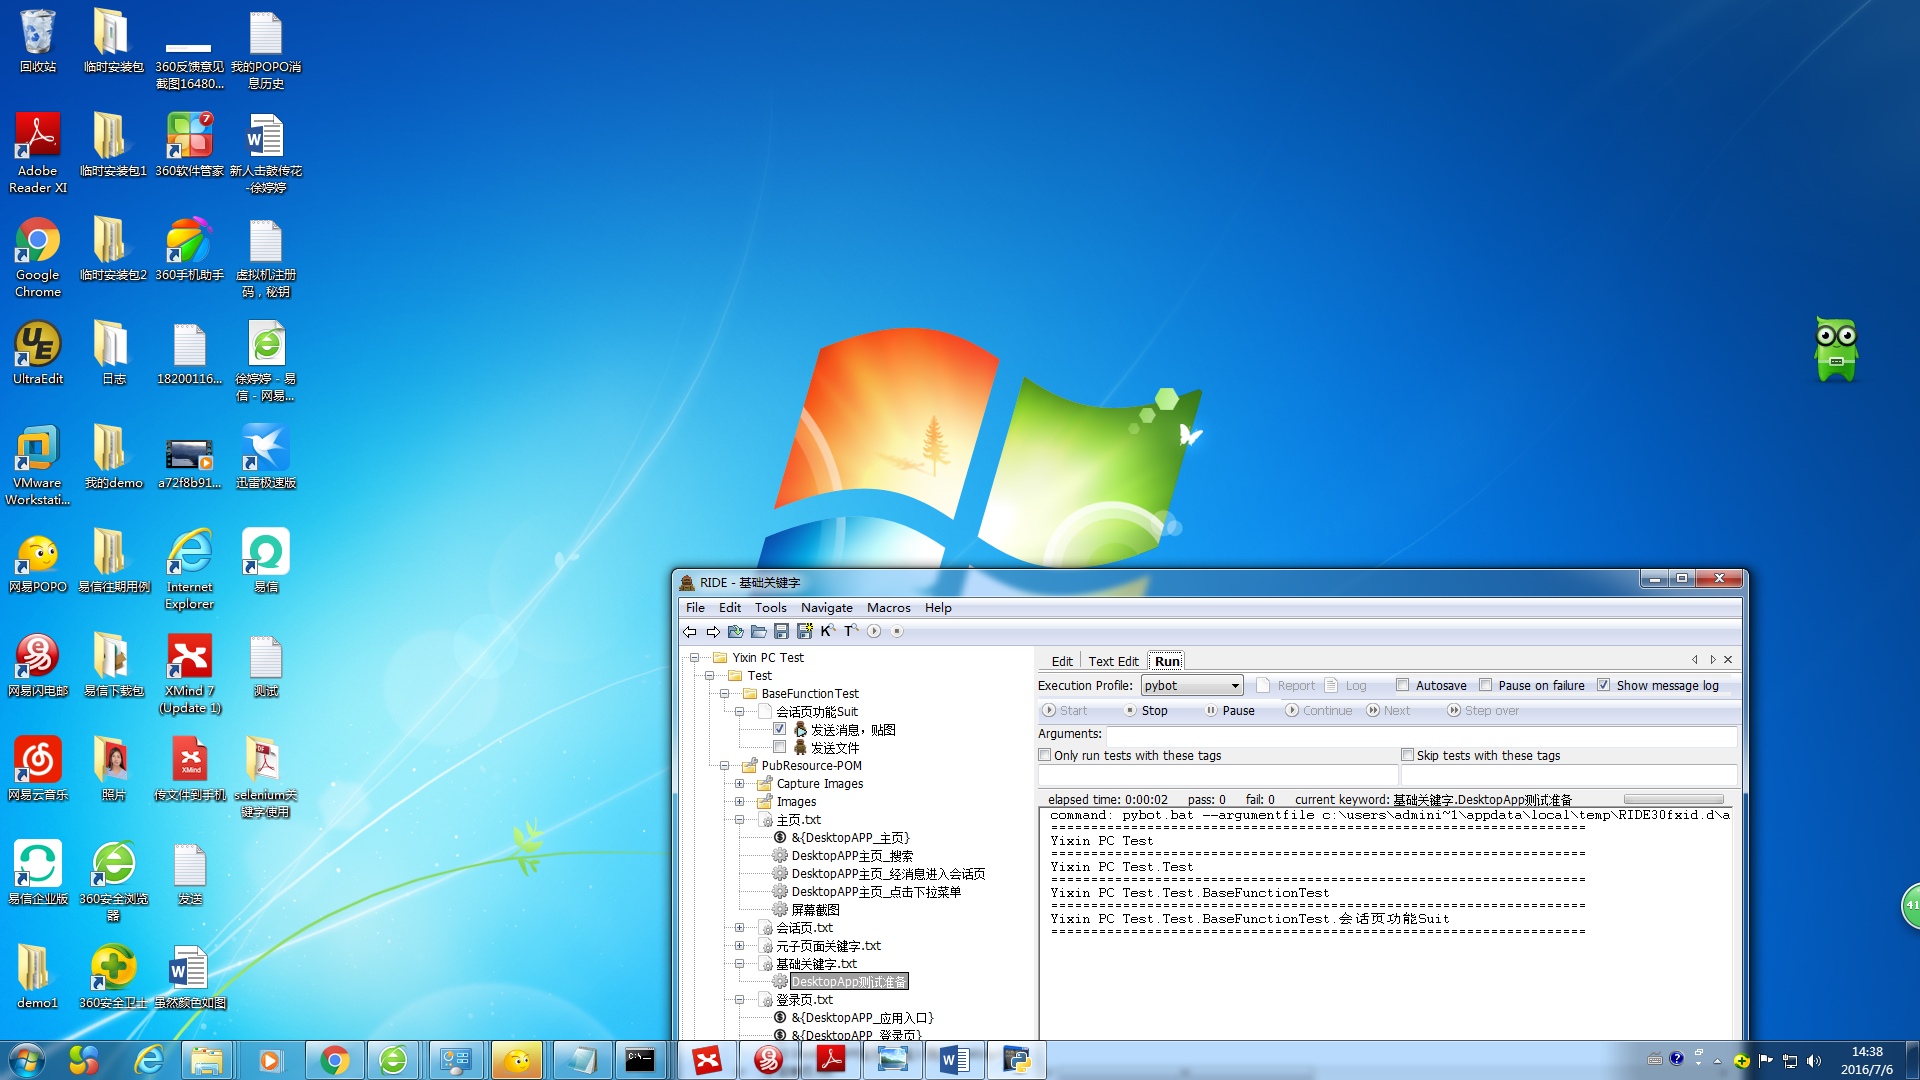 回收站
临时安装包
360反馈意见
截图16480...
我的POPO消
息历史
Adobe
Reader XI
临时安装包1
7
360软件管家
新人击鼓传花
-徐婷婷
Google
Chrome
临时安装包2
360手机助手
虚拟机注册
码，秘钥
UltraEdit
日志
18200116...
徐婷婷 - 易
信 - 网易...
VMware
Workstati...
我的demo
a72f8b91...
迅雷极速版
网易POPO
易信往期用例
Internet
Explorer
易信
网易闪电邮
易信下载包
XMind 7
(Update 1)
测试
网易云音乐
照片
传文件到手机
selenium关
键字使用
易信企业版
360安全浏览
器
发送
demo1
360安全卫士
虽然颜色如图
RIDE - 基础关键字
File Edit Tools Navigate Macros Help
Yixin PC Test
Test
BaseFunctionTest
会话页功能Suit
发送消息，贴图
发送文件
PubResource-POM
Capture Images
Images
主页.txt
&{DesktopAPP_主页}
DesktopAPP主页_搜索
DesktopAPP主页_经消息进入会话页
DesktopAPP主页_点击下拉菜单
屏幕截图
会话页.txt
元子页面关键字.txt
基础关键字.txt
DesktopApp测试准备
登录页.txt
&{DesktopAPP_应用入口}
&{DesktopAPP_登录页}
Edit Text Edit Run
Execution Profile: pybot Report Log Autosave Pause on failure Show message log
Start Stop Pause Continue Next Step over
Arguments:
Only run tests with these tags Skip tests with these tags
elapsed time: 0:00:02 pass: 0 fail: 0 current keyword: 基础关键字.DesktopApp测试准备
command: pybot.bat --argumentfile c:\users\admini~1\appdata\local\temp\RIDE30fxid.d\a
==============================================================================
Yixin PC Test
==============================================================================
Yixin PC Test.Test
==============================================================================
Yixin PC Test.Test.BaseFunctionTest
==============================================================================
Yixin PC Test.Test.BaseFunctionTest.会话页功能Suit
==============================================================================
41
14:38
2016/7/6